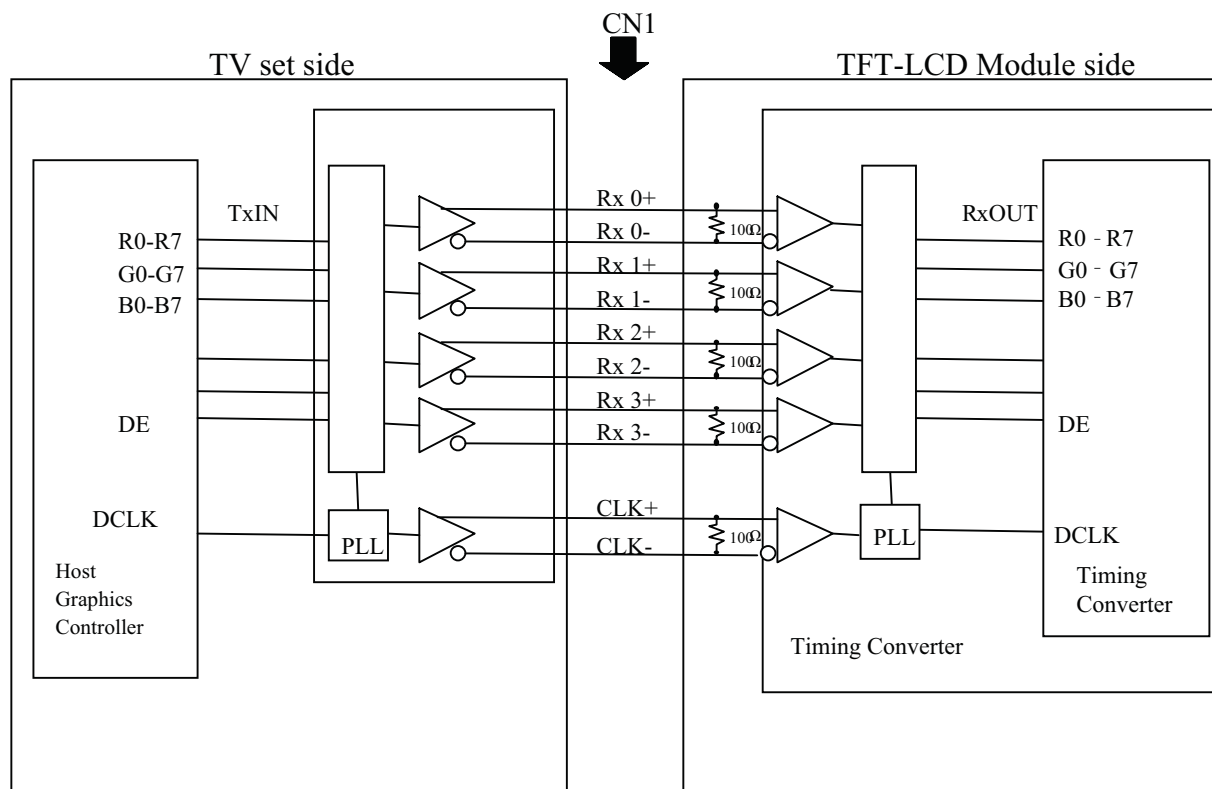 CN1
TV set side
TFT-LCD Module side
TxIN
R0-R7
G0-G7
B0-B7
DE
DCLK
Host
Graphics
Controller
PLL
Rx 0+
Rx 0-
Rx 1+
Rx 1-
Rx 2+
Rx 2-
Rx 3+
Rx 3-
CLK+
CLK-
100Ω
100Ω
100Ω
100Ω
100Ω
RxOUT
R0 - R7
G0 - G7
B0 - B7
DE
DCLK
PLL
Timing
Converter
Timing Converter